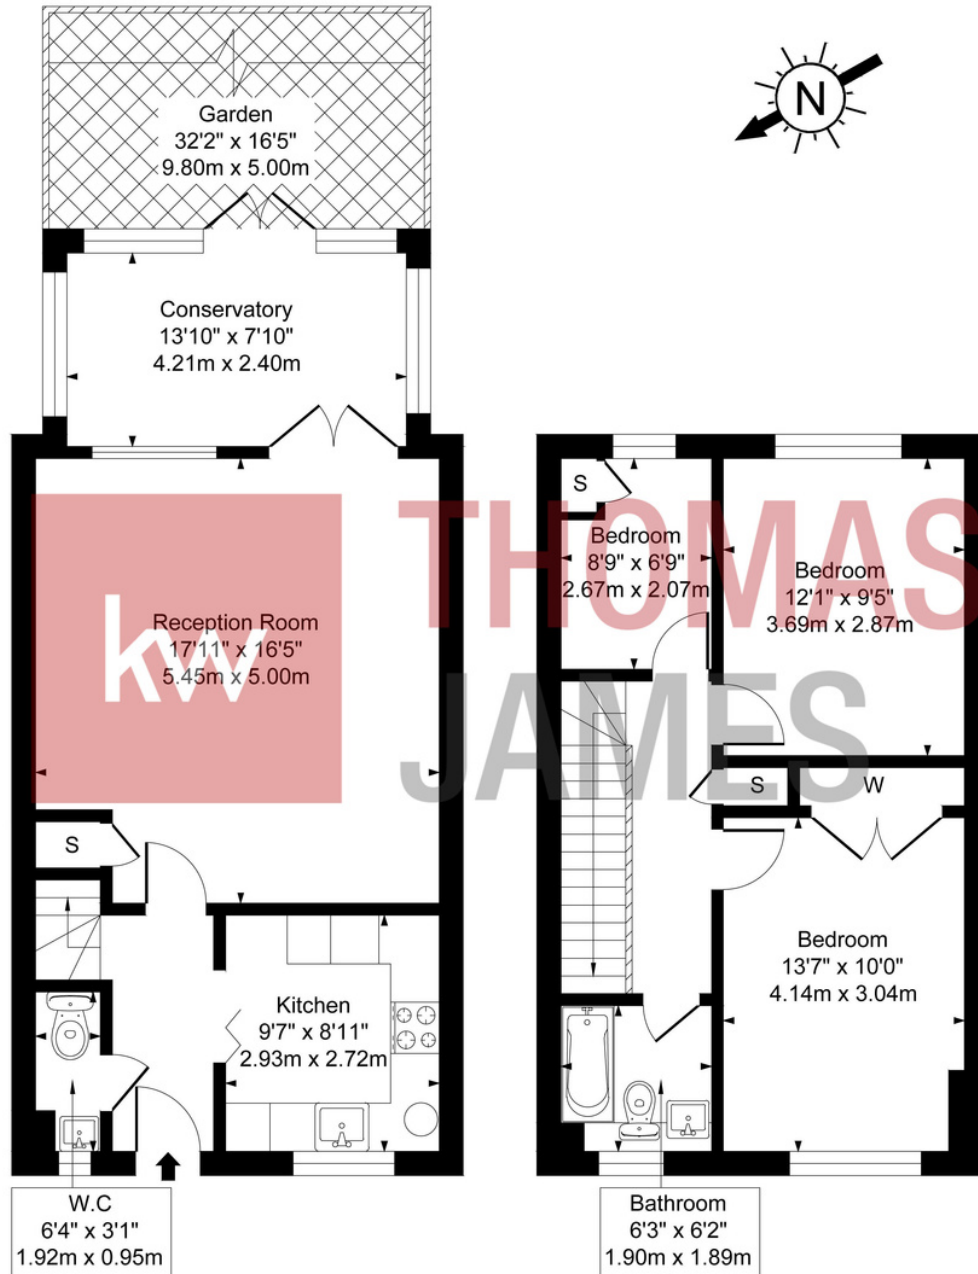 Garden
32'2" x 16'5"
9.80m x 5.00m
N
Conservatory
13'10" x 7'10"
4.21m x 2.40m
THOMAS
JAMES
kw
Reception Room
17'11" x 16'5"
5.45m x 5.00m
S
Kitchen
9'7" x 8'11"
2.93m x 2.72m
W.C
6'4" x 3'1"
1.92m x 0.95m
S
Bedroom
8'9" x 6'9"
2.67m x 2.07m
Bedroom
12'1" x 9'5"
3.69m x 2.87m
S
W
Bedroom
13'7" x 10'0"
4.14m x 3.04m
Bathroom
6'3" x 6'2"
1.90m x 1.89m